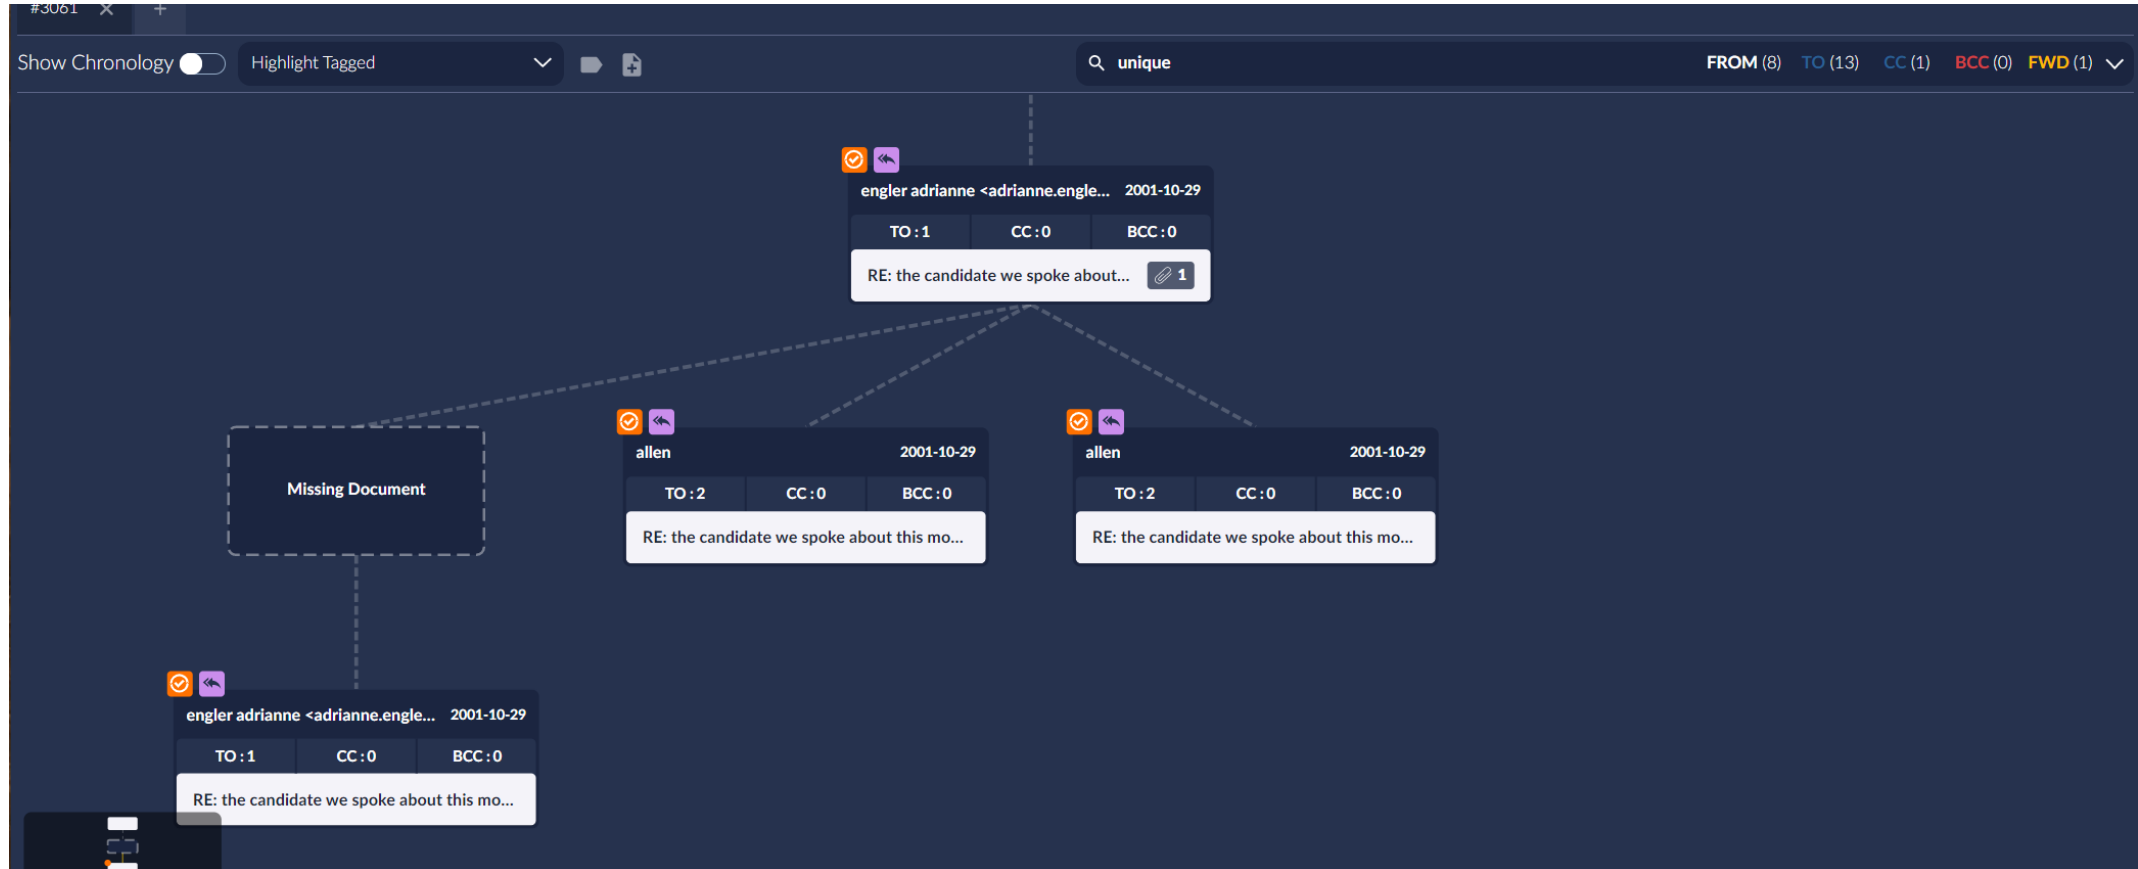 #3061
Show Chronology Highlight Tagged unique FROM (8) TO (13) CC (1) BCC (0) FWD (1)
engler adrianne <adrianne.engle... 2001-10-29
TO : 1 CC : 0 BCC : 0
RE: the candidate we spoke about... 1
Missing Document
allen 2001-10-29
TO : 2 CC : 0 BCC : 0
RE: the candidate we spoke about this mo...
allen 2001-10-29
TO : 2 CC : 0 BCC : 0
RE: the candidate we spoke about this mo...
engler adrianne <adrianne.engle... 2001-10-29
TO : 1 CC : 0 BCC : 0
RE: the candidate we spoke about this mo...